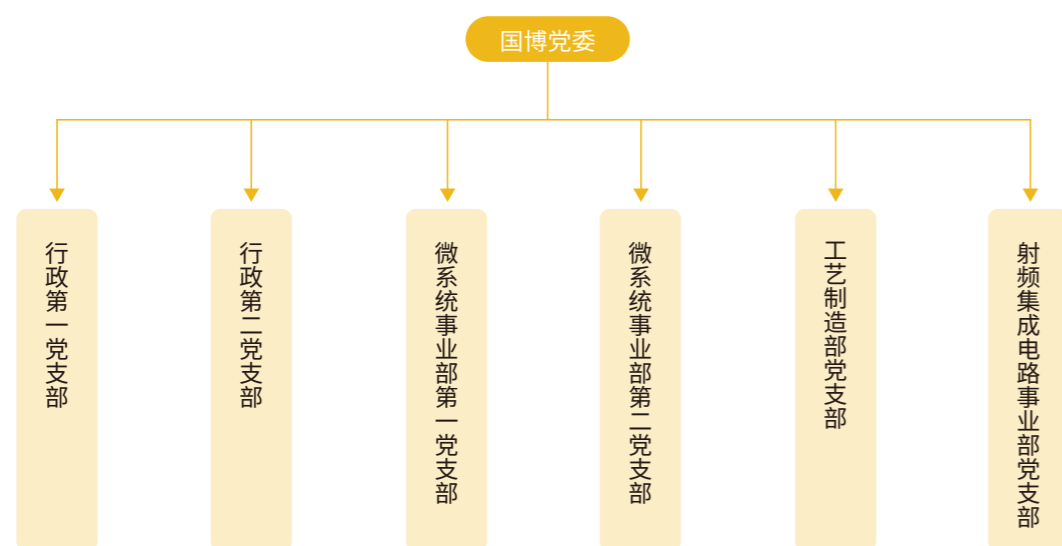 国博党委
行政第一党支部
行政第二党支部
微系统事业部第一党支部
微系统事业部第二党支部
工艺制造部党支部
射频集成电路事业部党支部